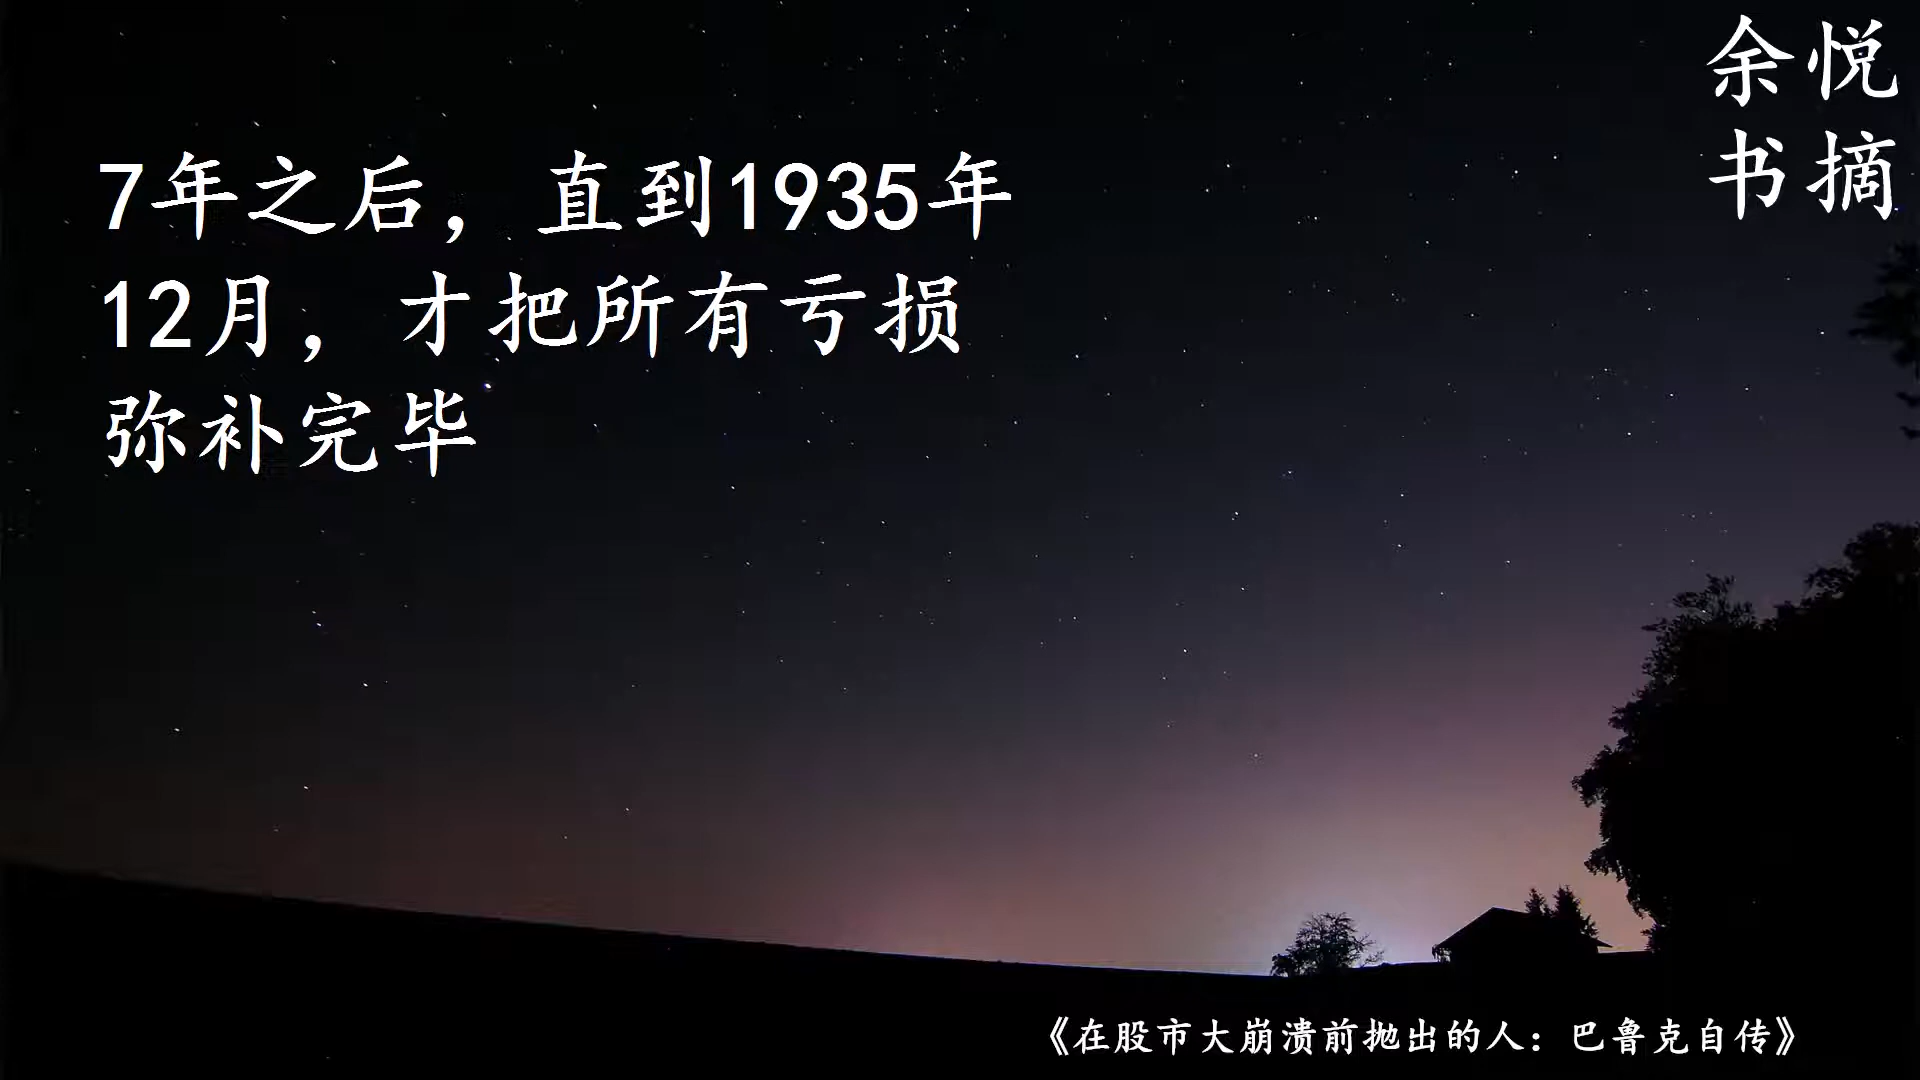 余悦
书摘
7年之后，直到1935年
12月，才把所有亏损
弥补完毕
《在股市大崩溃前抛出的人：巴鲁克自传》